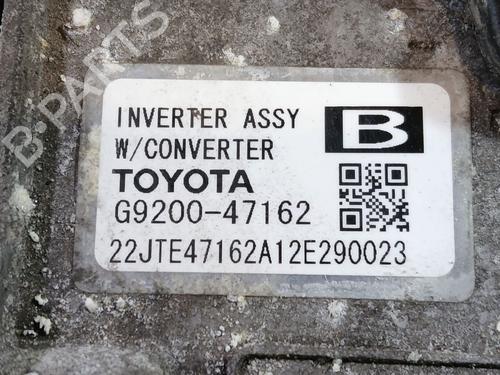 B-PARTS
INVERTER ASSY
B
W/CONVERTER
TOYOTA
G9200-47162
22JTE47162A12E290023